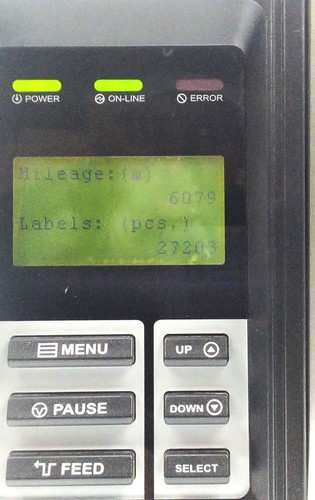 POWER ON-LINE ERROR
Mileage:(m)
6079
Labels: (pcs.)
27203
MENU UP
PAUSE DOWN
FEED SELECT